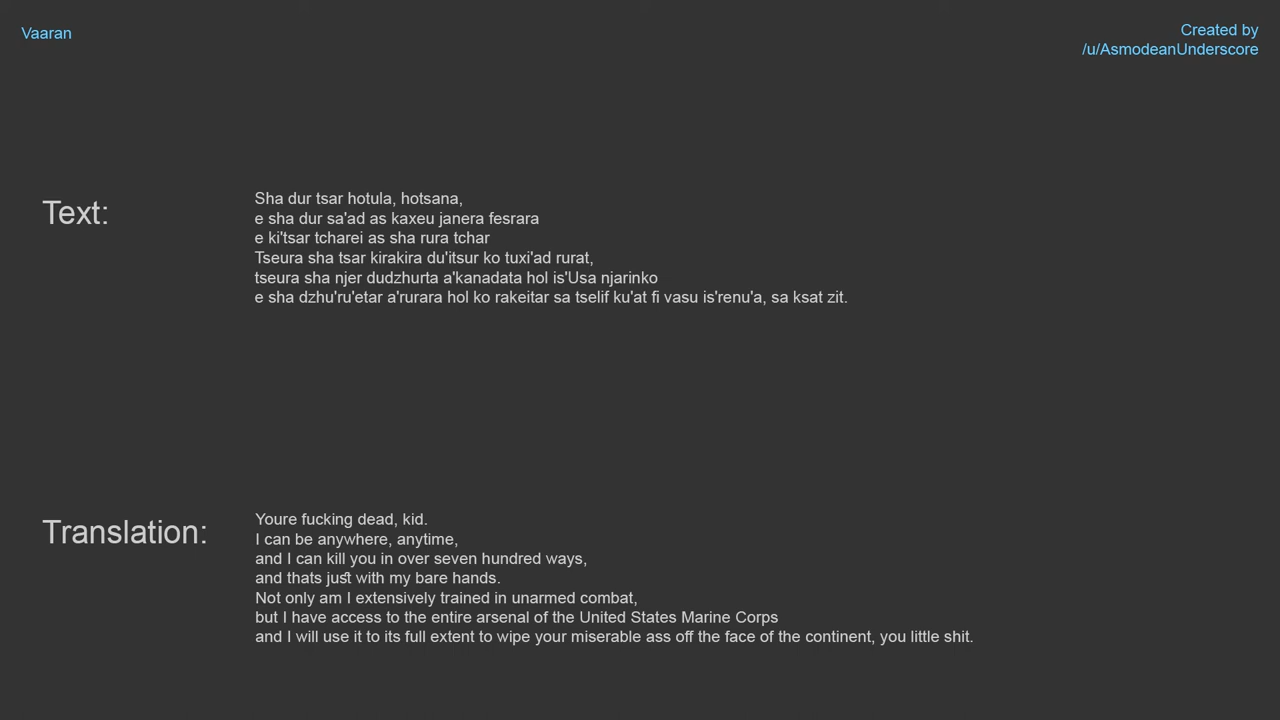 Vaaran
Created by
/u/AsmodeanUnderscore
Text:
Sha dur tsar hotula, hotsana,
e sha dur sa'ad as kaxeu janera fesrara
e ki'tsar tcharei as sha rura tchar
Tseura sha tsar kirakira du'itsur ko tuxi'ad rurat,
tseura sha njer dudzhurta a'kanadata hol is'Usa njarinko
e sha dzhu'ru'etar a'rurara hol ko rakeitar sa tselif ku'at fi vasu is'renu'a, sa ksat zit.
Translation:
Youre fucking dead, kid.
I can be anywhere, anytime,
and I can kill you in over seven hundred ways,
and thats just with my bare hands.
Not only am I extensively trained in unarmed combat,
but I have access to the entire arsenal of the United States Marine Corps
and I will use it to its full extent to wipe your miserable ass off the face of the continent, you little shit.